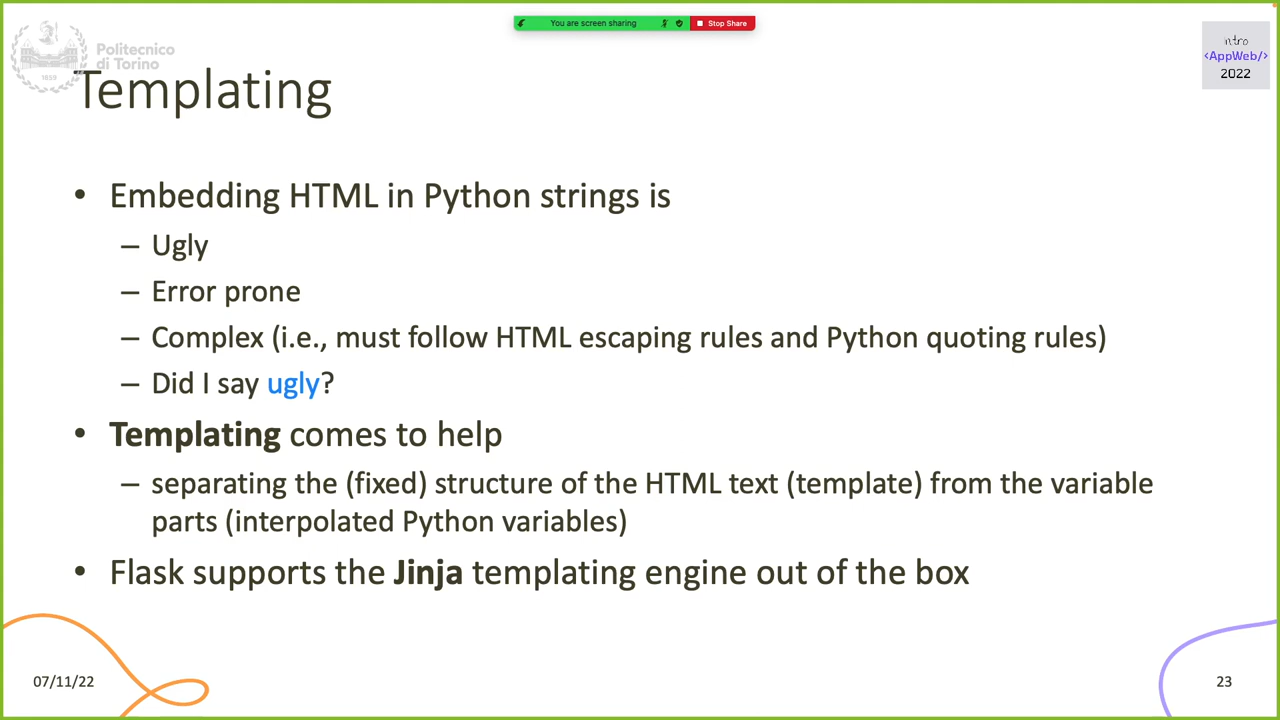 You are screen sharing
Stop Share
Politecnico
di Torino
1859
intro
<AppWeb/>
2022
Templating
• Embedding HTML in Python strings is
– Ugly
– Error prone
– Complex (i.e., must follow HTML escaping rules and Python quoting rules)
– Did I say ugly?
• Templating comes to help
– separating the (fixed) structure of the HTML text (template) from the variable
parts (interpolated Python variables)
• Flask supports the Jinja templating engine out of the box
07/11/22
23